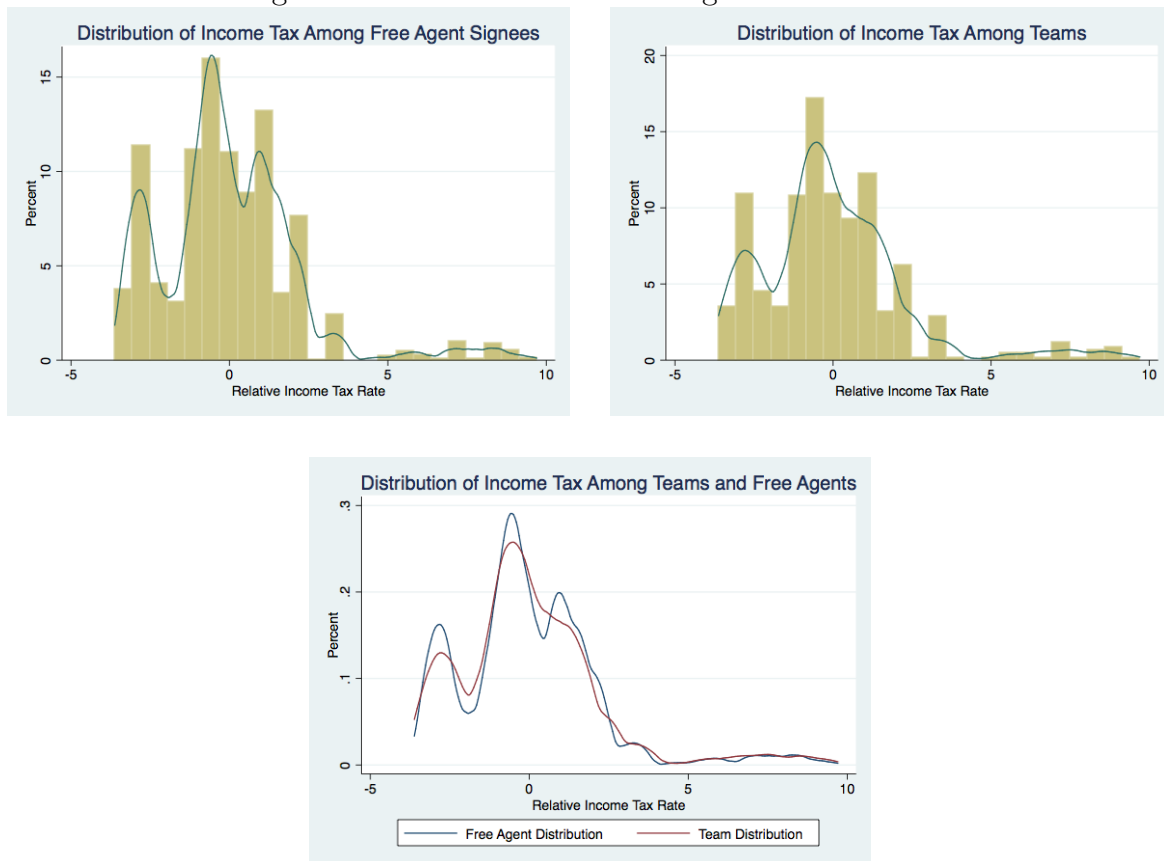 Distribution of Income Tax Among Free Agent Signees
Percent
15
10
5
0
-5 0 5 10
Relative Income Tax Rate
Distribution of Income Tax Among Teams
Percent
20
15
10
5
0
-5 0 5 10
Relative Income Tax Rate
Distribution of Income Tax Among Teams and Free Agents
Percent
.3
.2
.1
0
-5 0 5 10
Relative Income Tax Rate
Free Agent Distribution Team Distribution